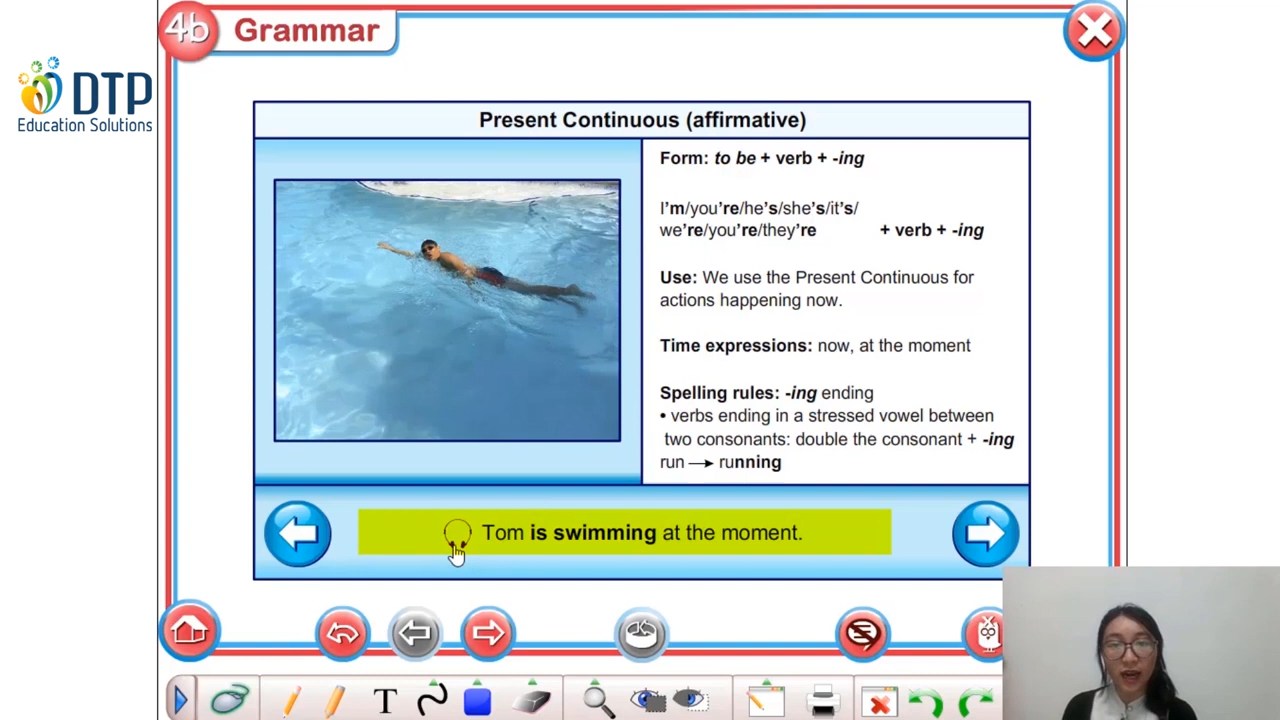 4b Grammar
DTP
Education Solutions
Present Continuous (affirmative)
Form: to be + verb + -ing
I'm/you're/he's/she's/it's/
we're/you're/they're + verb + -ing
Use: We use the Present Continuous for
actions happening now.
Time expressions: now, at the moment
Spelling rules: -ing ending
• verbs ending in a stressed vowel between
two consonants: double the consonant + -ing
run → running
Tom is swimming at the moment.
T